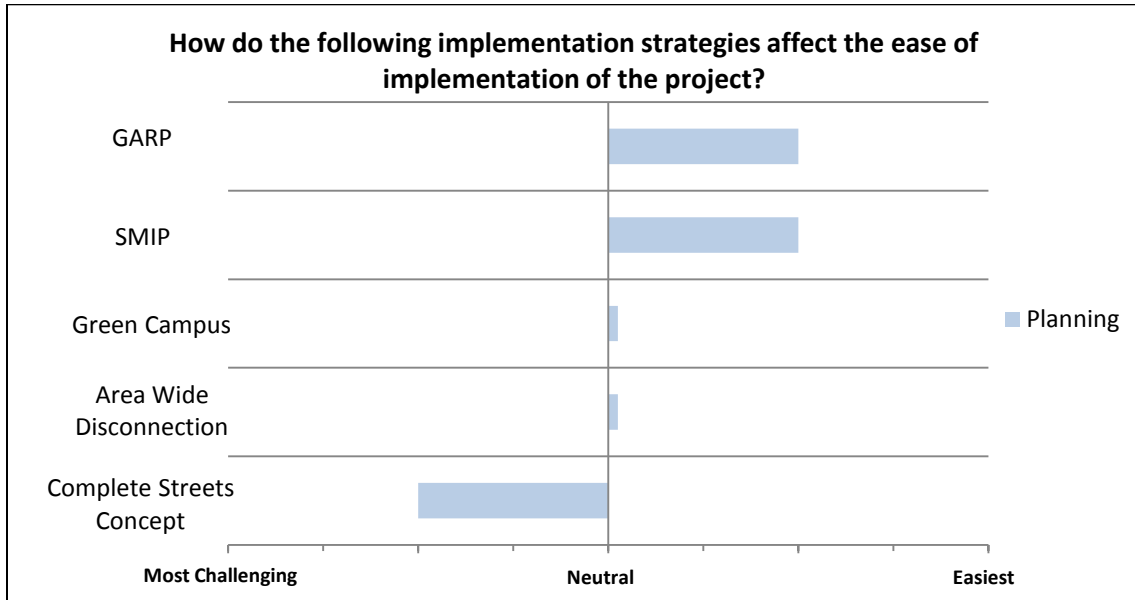 How do the following implementation strategies affect the ease of
implementation of the project?
GARP
SMIP
Green Campus
Area Wide
Disconnection
Complete Streets
Concept
Planning
Most Challenging
Neutral
Easiest